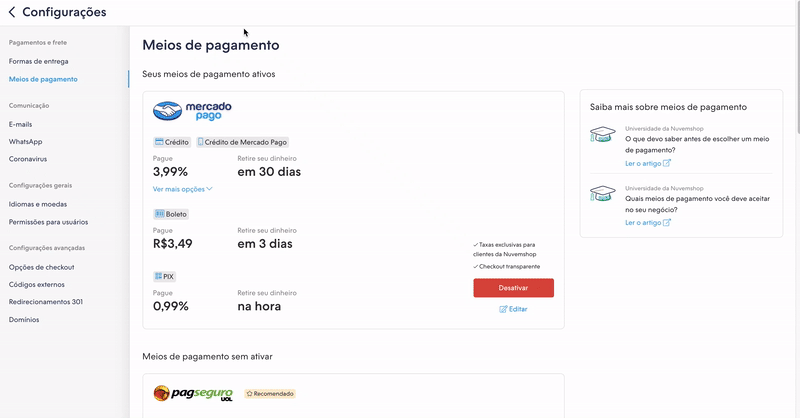 Configurações
Pagamentos e frete
Formas de entrega
Meios de pagamento
Comunicação
E-mails
WhatsApp
Coronavírus
Configurações gerais
Idiomas e moedas
Permissões para usuários
Configurações avançadas
Opções de checkout
Códigos externos
Redirecionamentos 301
Domínios
Meios de pagamento
Seus meios de pagamento ativos
mercado
pago
Crédito
Crédito de Mercado Pago
Pague
Retire seu dinheiro
3,99%
em 30 dias
Ver mais opções
Boleto
Pague
Retire seu dinheiro
R$3,49
em 3 dias
PIX
Pague
Retire seu dinheiro
0,99%
na hora
Taxas exclusivas para
clientes da Nuvemshop
Checkout transparente
Desativar
Editar
Meios de pagamento sem ativar
pagseguro
UOL
Recomendado
Saiba mais sobre meios de pagamento
Universidade da Nuvemshop
O que devo saber antes de escolher um meio
de pagamento?
Ler o artigo
Universidade da Nuvemshop
Quais meios de pagamento você deve aceitar
no seu negócio?
Ler o artigo